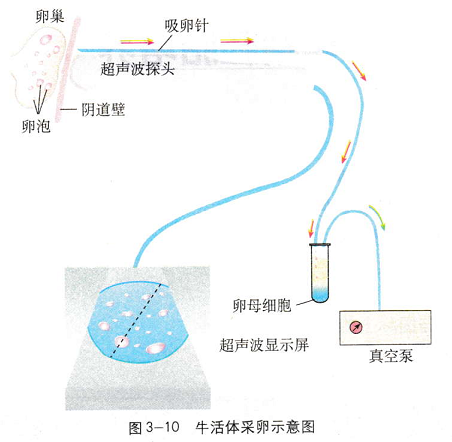 卵巢
吸卵针
超声波探头
卵泡
阴道壁
卵母细胞
超声波显示屏
真空泵
图3-10 牛活体采卵示意图